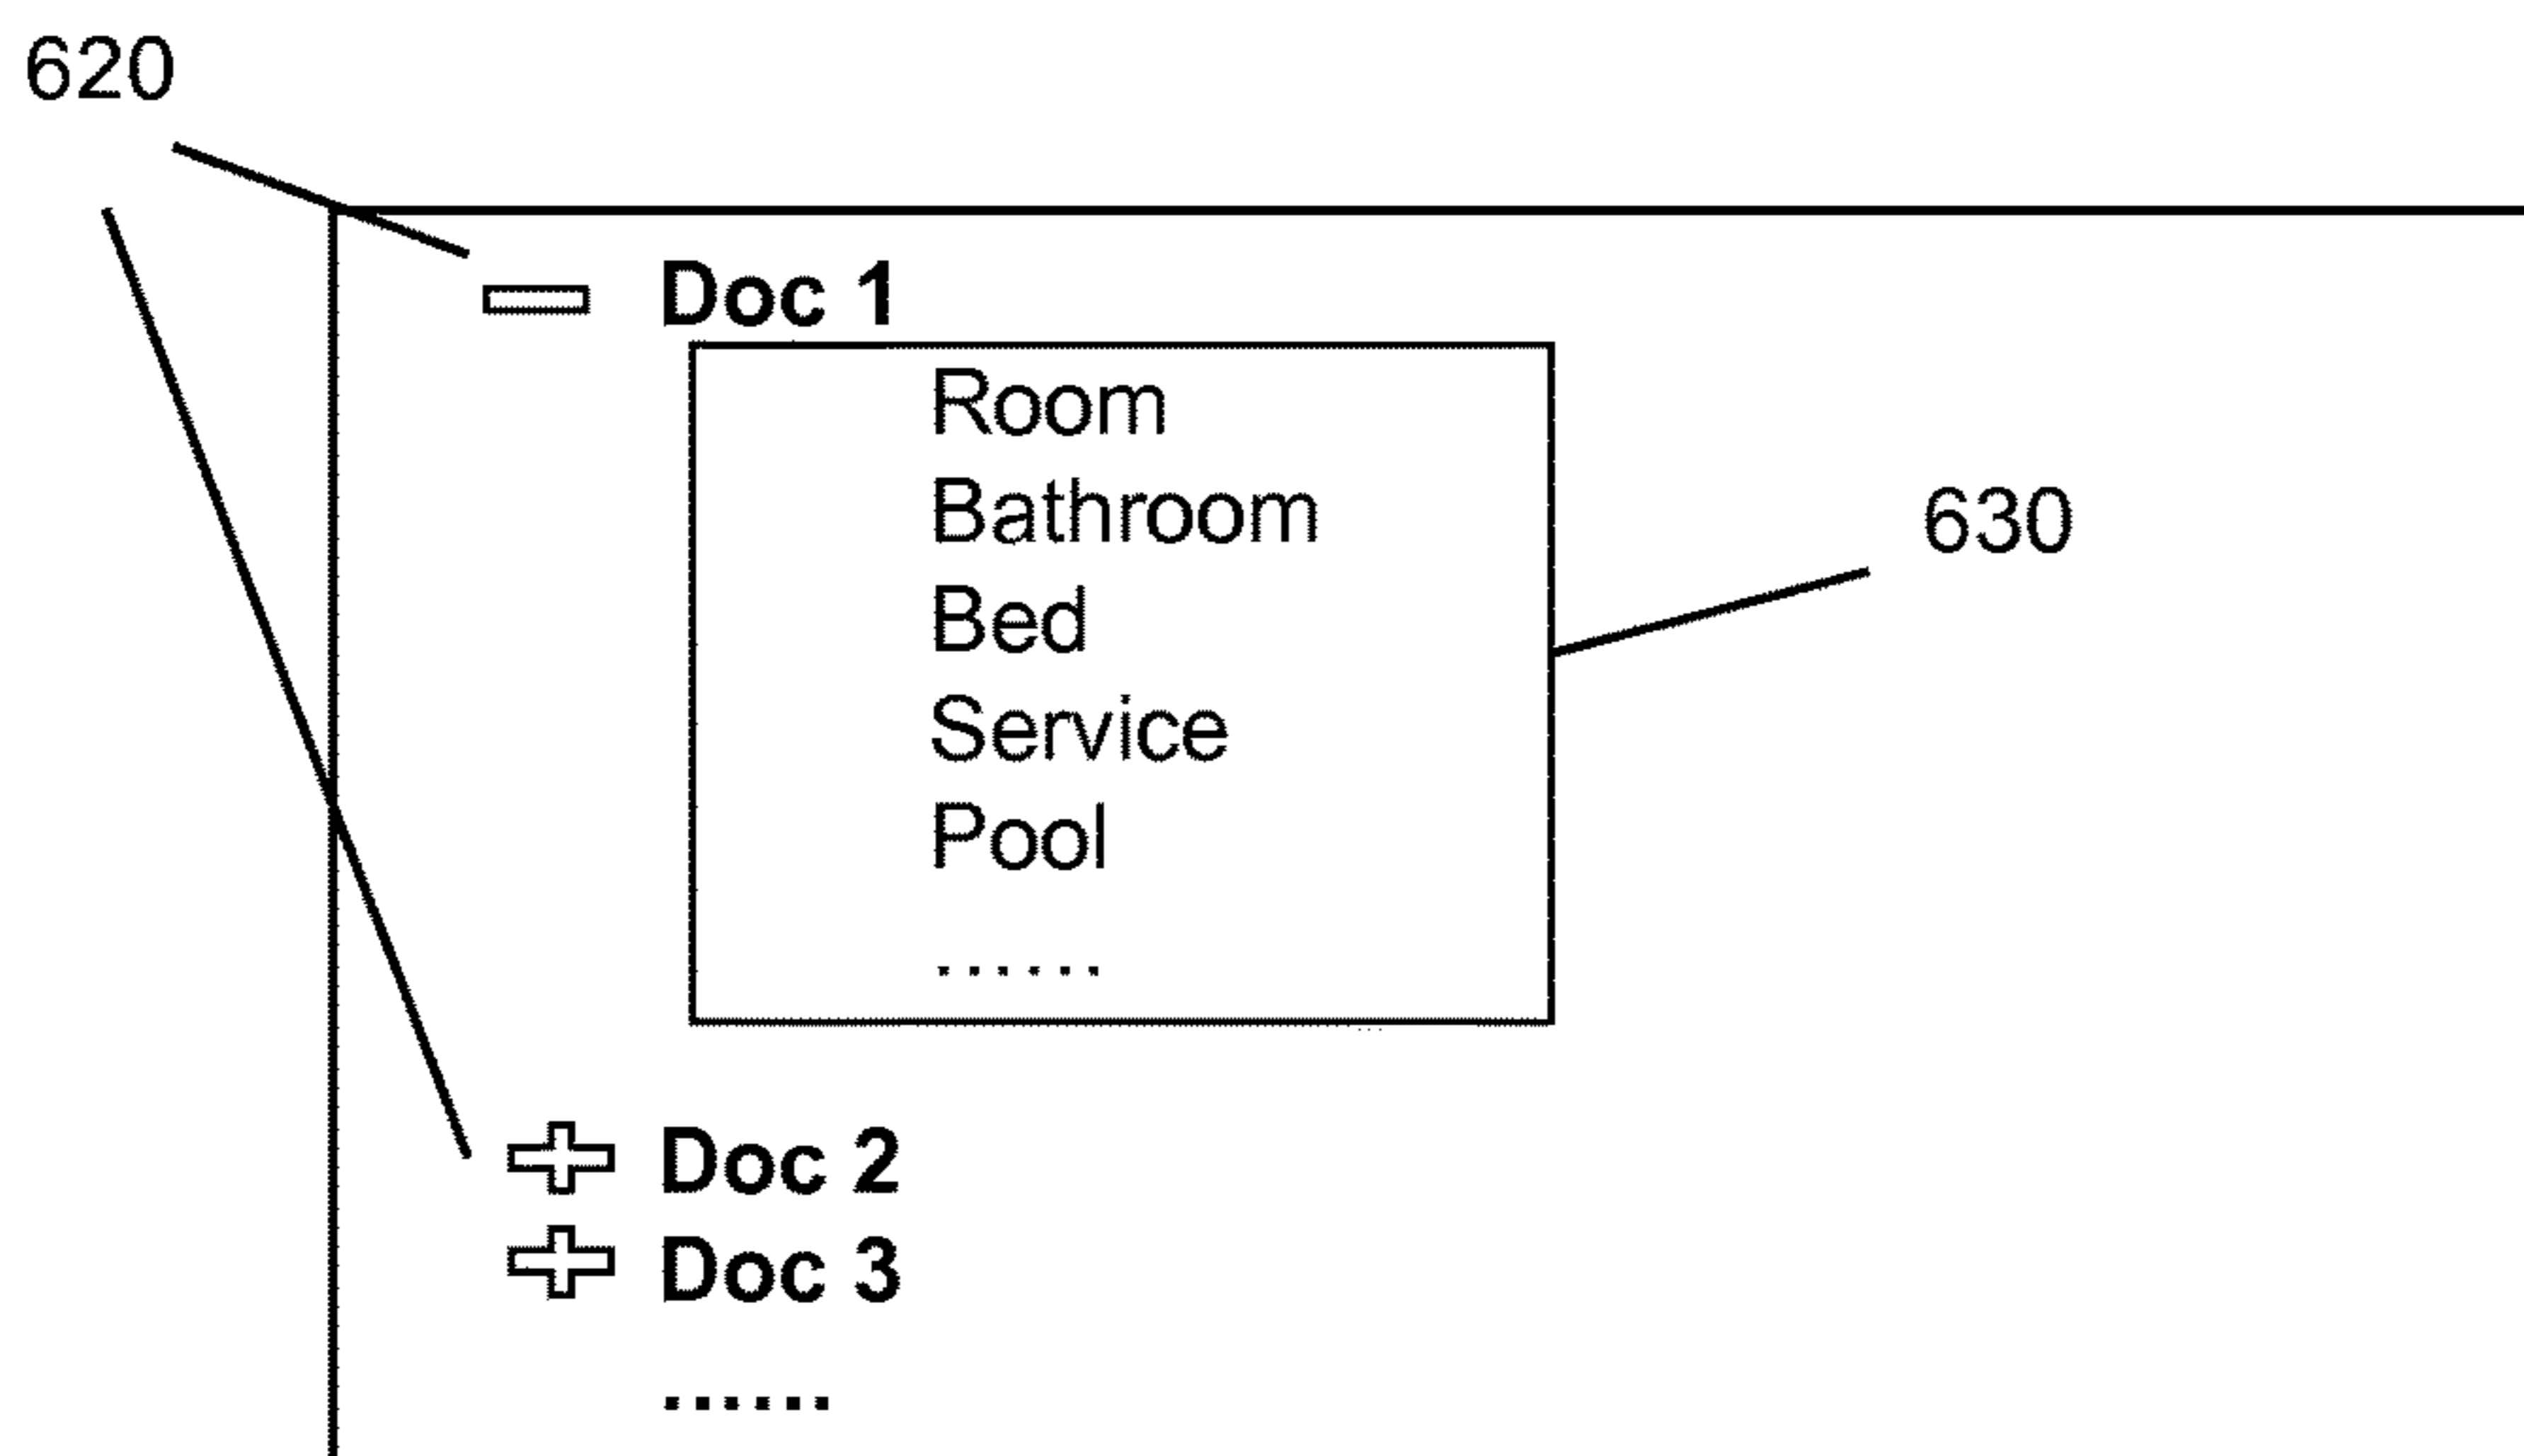 620
Doc 1
Room
Bathroom
630
Bed
Service
Pool
......
Doc 2
Doc 3
......